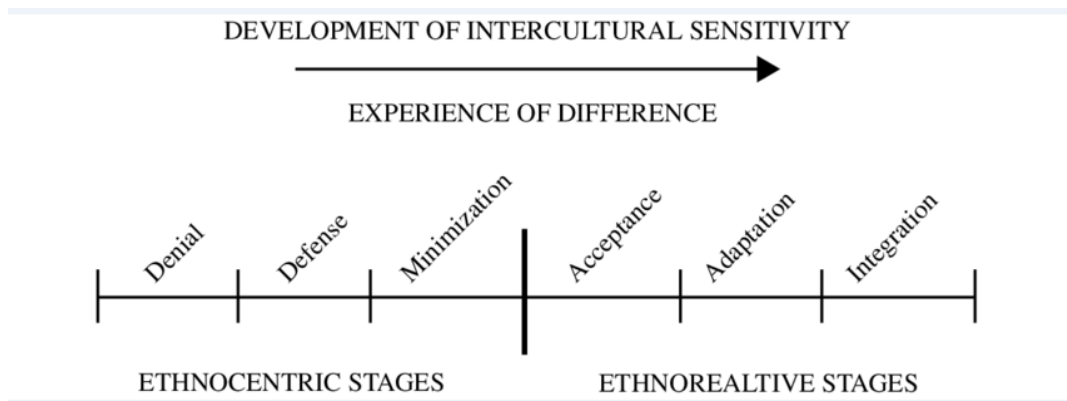 DEVELOPMENT OF INTERCULTURAL SENSITIVITY
EXPERIENCE OF DIFFERENCE
Denial
Defense
Minimization
Acceptance
Adaptation
Integration
ETHNOCENTRIC STAGES
ETHNOREALTIVE STAGES